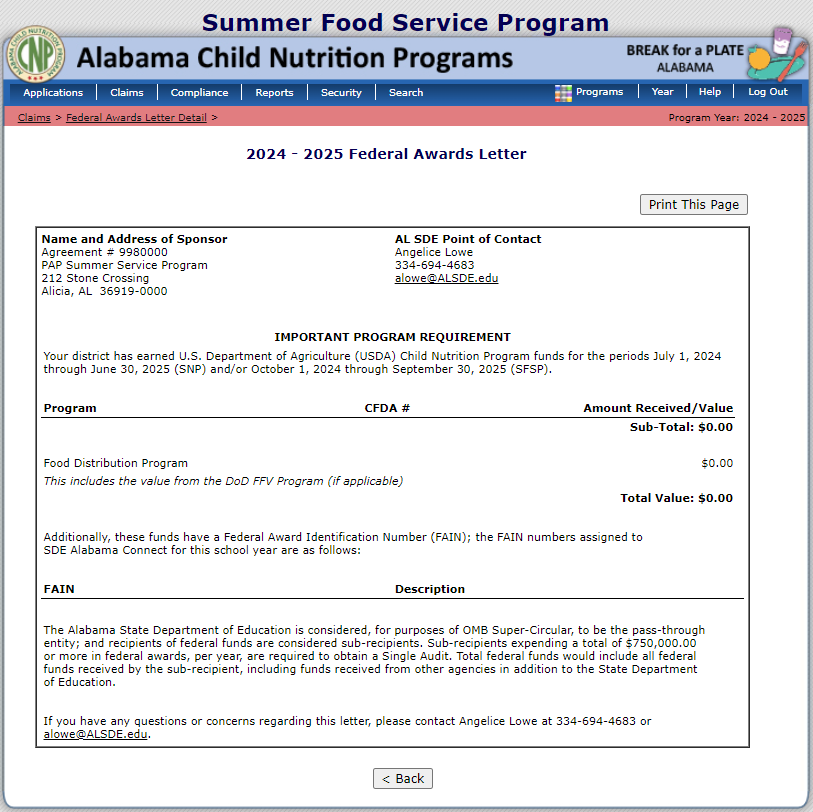 Summer Food Service Program
ALABAMA CHILD NUTRITION PROGRAMS
CNP
Alabama Child Nutrition Programs
BREAK for a PLATE
ALABAMA
Applications Claims Compliance Reports Security Search Programs Year Help Log Out
Claims > Federal Awards Letter Detail > Program Year: 2024 - 2025
2024 - 2025 Federal Awards Letter
Print This Page
Name and Address of Sponsor AL SDE Point of Contact
Agreement # 9980000 Angelice Lowe
PAP Summer Service Program 334-694-4683
212 Stone Crossing alowe@ALSDE.edu
Alicia, AL 36919-0000
IMPORTANT PROGRAM REQUIREMENT
Your district has earned U.S. Department of Agriculture (USDA) Child Nutrition Program funds for the periods July 1, 2024
through June 30, 2025 (SNP) and/or October 1, 2024 through September 30, 2025 (SFSP).
Program CFDA # Amount Received/Value
Sub-Total: $0.00
Food Distribution Program $0.00
This includes the value from the DoD FFV Program (if applicable)
Total Value: $0.00
Additionally, these funds have a Federal Award Identification Number (FAIN); the FAIN numbers assigned to
SDE Alabama Connect for this school year are as follows:
FAIN Description
The Alabama State Department of Education is considered, for purposes of OMB Super-Circular, to be the pass-through
entity; and recipients of federal funds are considered sub-recipients. Sub-recipients expending a total of $750,000.00
or more in federal awards, per year, are required to obtain a Single Audit. Total federal funds would include all federal
funds received by the sub-recipient, including funds received from other agencies in addition to the State Department
of Education.
If you have any questions or concerns regarding this letter, please contact Angelice Lowe at 334-694-4683 or
alowe@ALSDE.edu.
< Back